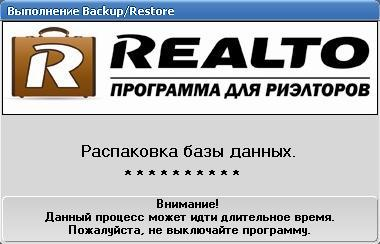 Выполнение Backup/Restore
R REALTO
ПРОГРАММА ДЛЯ РИЭЛТОРОВ
Распаковка базы данных.
* * * * * * * * * *
Внимание!
Данный процесс может идти длительное время.
Пожалуйста, не выключайте программу.